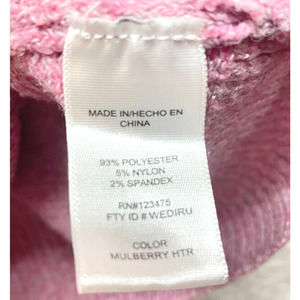 MADE IN/HECHO EN
CHINA
93% POLYESTER
5% NYLON
2% SPANDEX
RN#123475
FTY ID # WEDIRU
COLOR
MULBERRY HTR